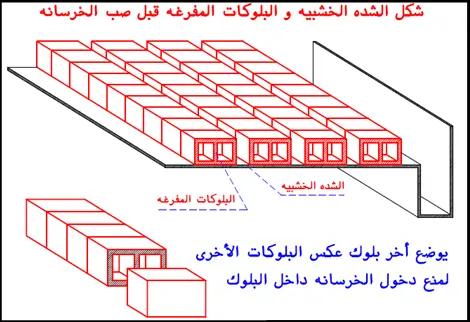 شكل الشده الخشبيه و البلوكات المفرغه قبل صب الخرسانه
الشده الخشبيه
البلوكات المفرغه
يوضع أخر بلوك عكس البلوكات الأخرى
لمنع دخول الخرسانه داخل البلوك